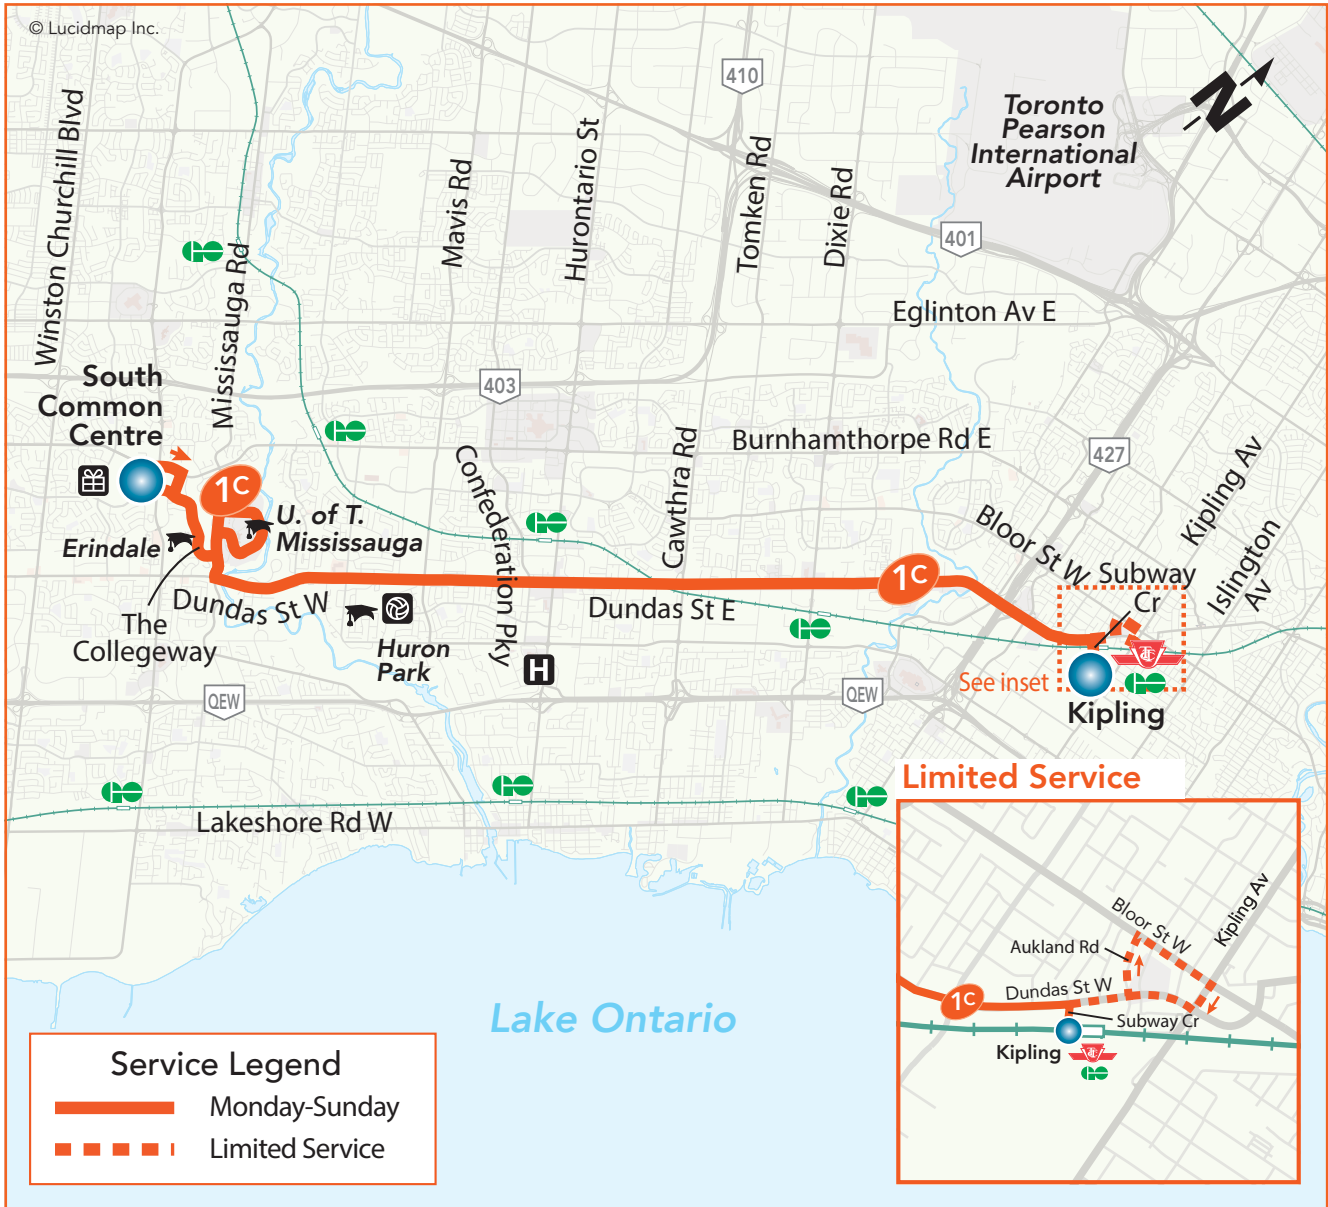 © Lucidmap Inc.
410
Toronto
Pearson
International
Airport
N
Winston Churchill Blvd
Mississauga Rd
Mavis Rd
Hurontario St
Tomken Rd
Dixie Rd
401
Eglinton Av E
South
Common
Centre
403
Burnhamthorpe Rd E
427
Kipling Av
Islington
Av
Confederation Pky
Cawthra Rd
Bloor St W
1C
U. of T.
Mississauga
Erindale
The
Collegeway
Dundas St W
Dundas St E
1C
Subway
Cr
Huron
Park
H
TTC
See inset
Kipling
QEW
QEW
Lakeshore Rd W
Lake Ontario
Limited Service
Bloor St W
Kipling Av
Aukland Rd
Dundas St W
1C
Subway Cr
Kipling
TTC
Service Legend
Monday-Sunday
Limited Service